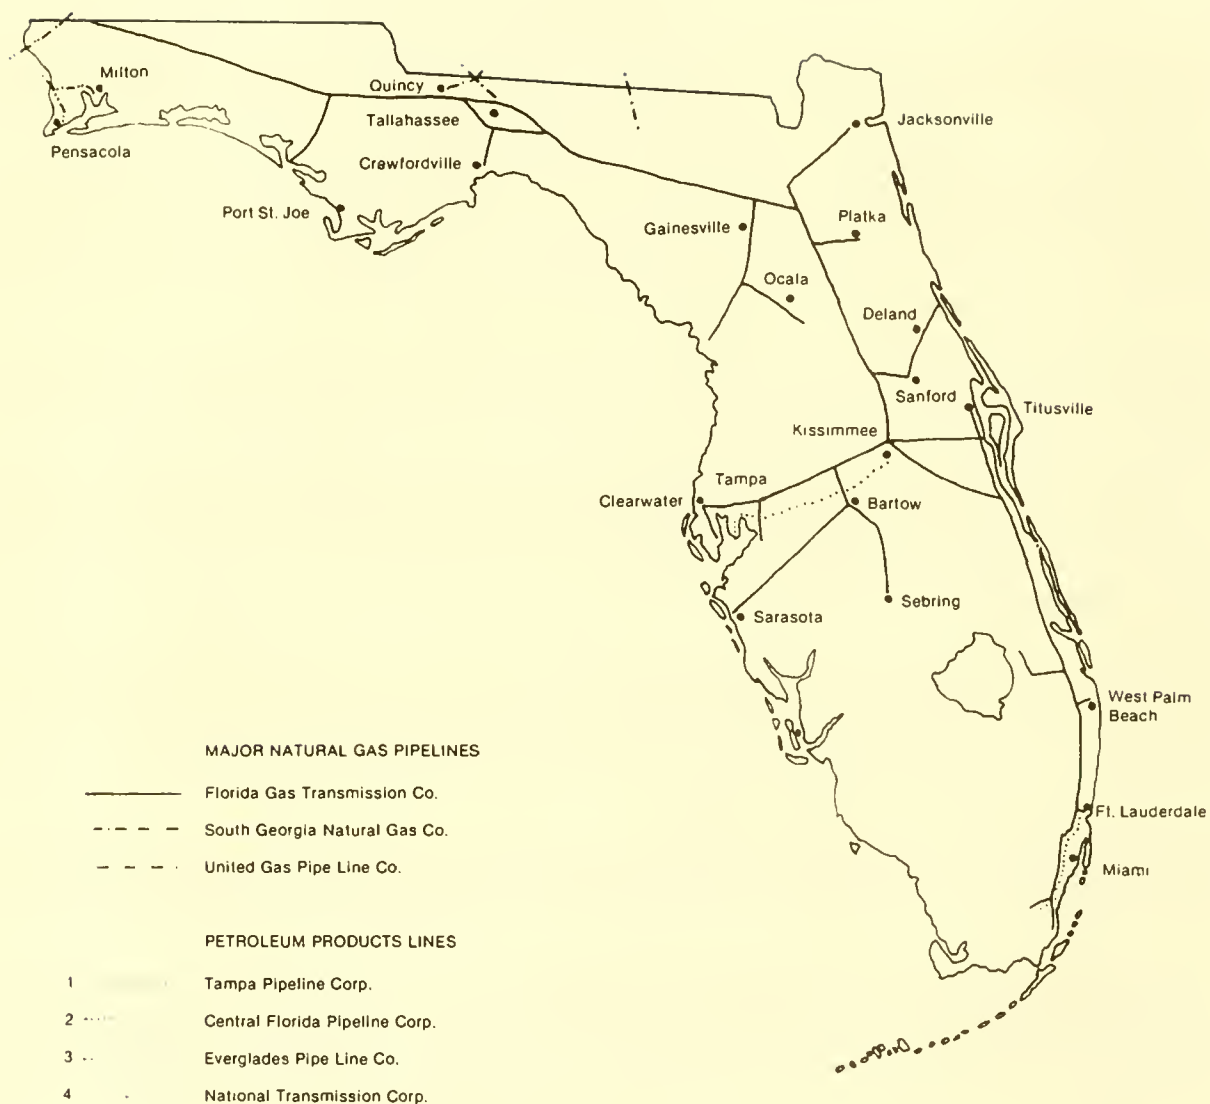 Milton
Quincy
Tallahassee
Jacksonville
Pensacola
Crawfordville
Port St. Joe
Gainesville
Platka
Ocala
Deland
Sanford
Titusville
Kissimmee
Tampa
Clearwater
Bartow
Sebring
Sarasota
West Palm
Beach
Ft. Lauderdale
Miami
MAJOR NATURAL GAS PIPELINES
Florida Gas Transmission Co.
South Georgia Natural Gas Co.
United Gas Pipe Line Co.
PETROLEUM PRODUCTS LINES
1 Tampa Pipeline Corp.
2 Central Florida Pipeline Corp.
3 Everglades Pipe Line Co.
4 National Transmission Corp.